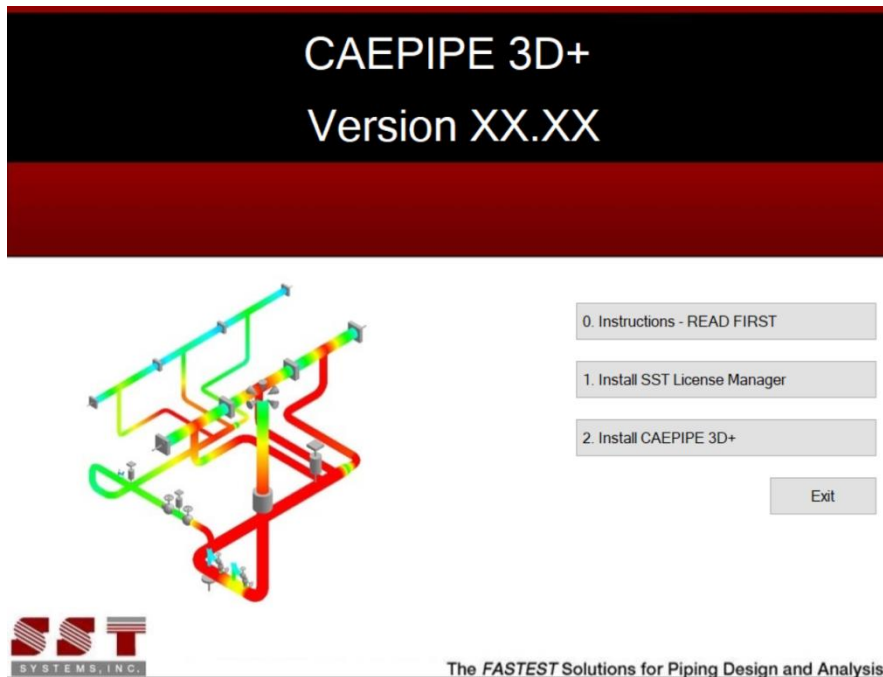 CAEPIPE 3D+
Version XX.XX
0. Instructions - READ FIRST
1. Install SST License Manager
2. Install CAEPIPE 3D+
Exit
SST
SYSTEMS, INC.
The FASTEST Solutions for Piping Design and Analysis